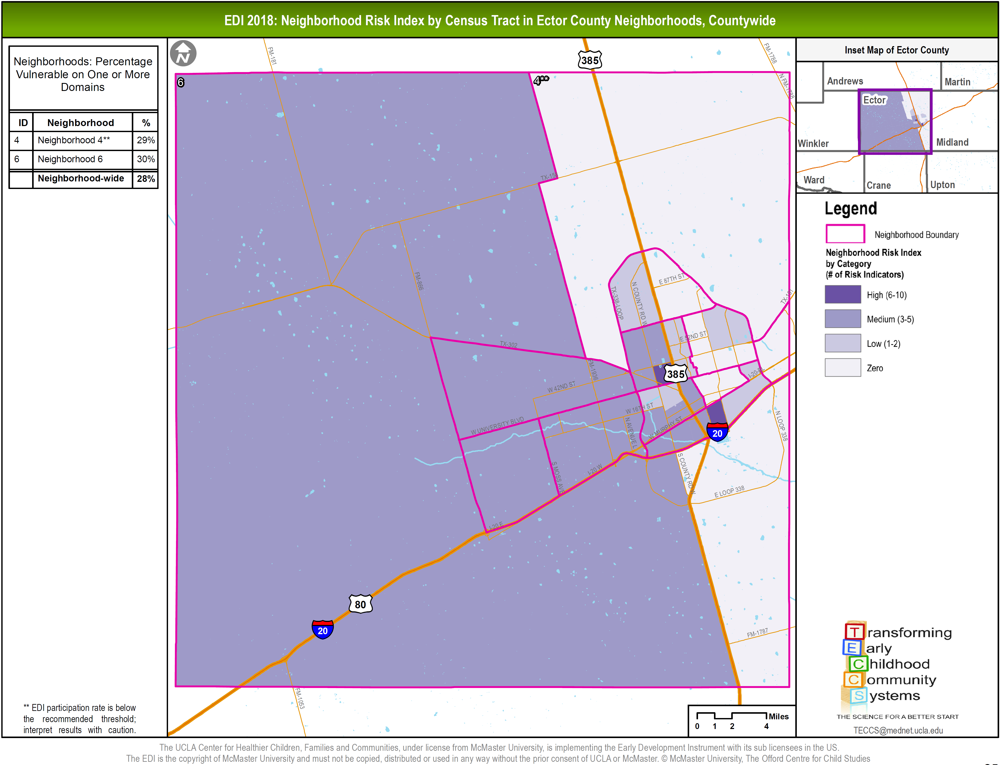 EDI 2018: Neighborhood Risk Index by Census Tract in Ector County Neighborhoods, Countywide
Neighborhoods: Percentage
Vulnerable on One or More
Domains
ID Neighborhood %
4 Neighborhood 4** 29%
6 Neighborhood 6 30%
Neighborhood-wide 28%
** EDI participation rate is below
the recommended threshold;
interpret results with caution.
N
FM-181
385
FM-1788
N FM-1788
6
4**
TX-158
FM-866
E 87TH ST
N COUNTY RD W
TX-338-LOOP
TX-191
E 52ND ST
TX-302
FM-1936
385
I-20-BL
W 42ND ST
W 16TH ST
W UNIVERSITY BLVD
N AVENUE L
W MURPHY ST
20
N LOOP 338
S MOSS AVE
I-20 W
S COUNTY RD W
E LOOP 338
I-20 E
80
20
FM-1787
FM-1053
Miles
0 1 2 4
Inset Map of Ector County
Andrews
Martin
Ector
Winkler
Midland
Ward
Crane
Upton
Legend
Neighborhood Boundary
Neighborhood Risk Index
by Category
(# of Risk Indicators)
High (6-10)
Medium (3-5)
Low (1-2)
Zero
Transforming
Early
Childhood
Community
Systems
THE SCIENCE FOR A BETTER START
TECCS@mednet.ucla.edu
The UCLA Center for Healthier Children, Families and Communities, under license from McMaster University, is implementing the Early Development Instrument with its sub licensees in the US.
The EDI is the copyright of McMaster University and must not be copied, distributed or used in any way without the prior consent of UCLA or McMaster. © McMaster University, The Offord Centre for Child Studies